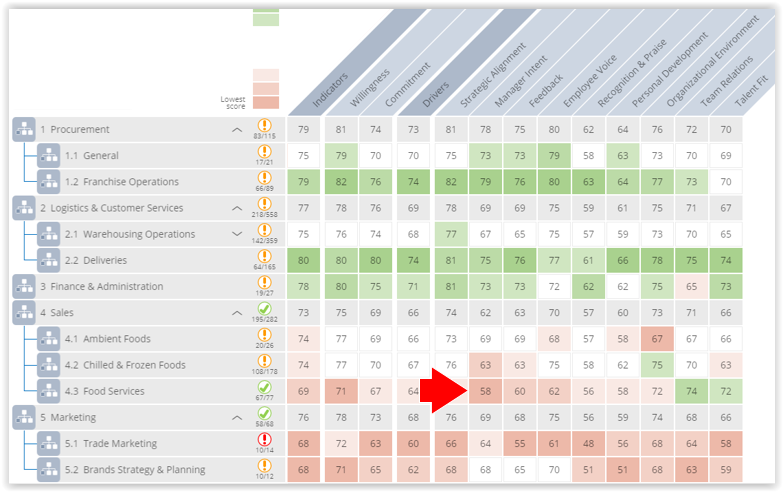 Indicators
Willingness
Commitment
Drivers
Strategic Alignment
Manager Intent
Feedback
Employee Voice
Recognition & Praise
Personal Development
Organizational Environment
Team Relations
Talent Fit
Lowest
score
1 Procurement 83/115 79 81 74 73 81 78 75 80 62 64 76 72 70
1.1 General 17/21 75 79 70 70 75 73 73 79 58 63 73 70 69
1.2 Franchise Operations 66/89 79 82 76 74 82 79 76 80 63 64 77 73 70
2 Logistics & Customer Services 218/558 77 78 76 69 78 69 69 75 59 61 75 71 67
2.1 Warehousing Operations 142/359 75 76 74 68 77 67 65 75 57 59 73 70 65
2.2 Deliveries 64/165 80 80 80 74 81 75 76 77 61 66 78 75 74
3 Finance & Administration 19/27 78 80 75 71 81 73 73 72 62 62 75 65 73
4 Sales 195/282 73 75 69 66 74 62 63 70 57 60 73 71 66
4.1 Ambient Foods 20/26 74 77 69 66 73 69 69 68 57 58 67 67 66
4.2 Chilled & Frozen Foods 108/178 74 77 70 67 76 63 63 75 58 62 75 70 63
4.3 Food Services 67/77 69 71 67 64 58 60 62 56 58 72 74 72
5 Marketing 58/68 76 78 73 68 76 69 68 75 56 59 74 68 66
5.1 Trade Marketing 10/14 68 72 63 60 66 64 55 61 48 56 68 64 58
5.2 Brands Strategy & Planning 10/12 68 71 65 62 68 68 65 70 51 51 68 63 59